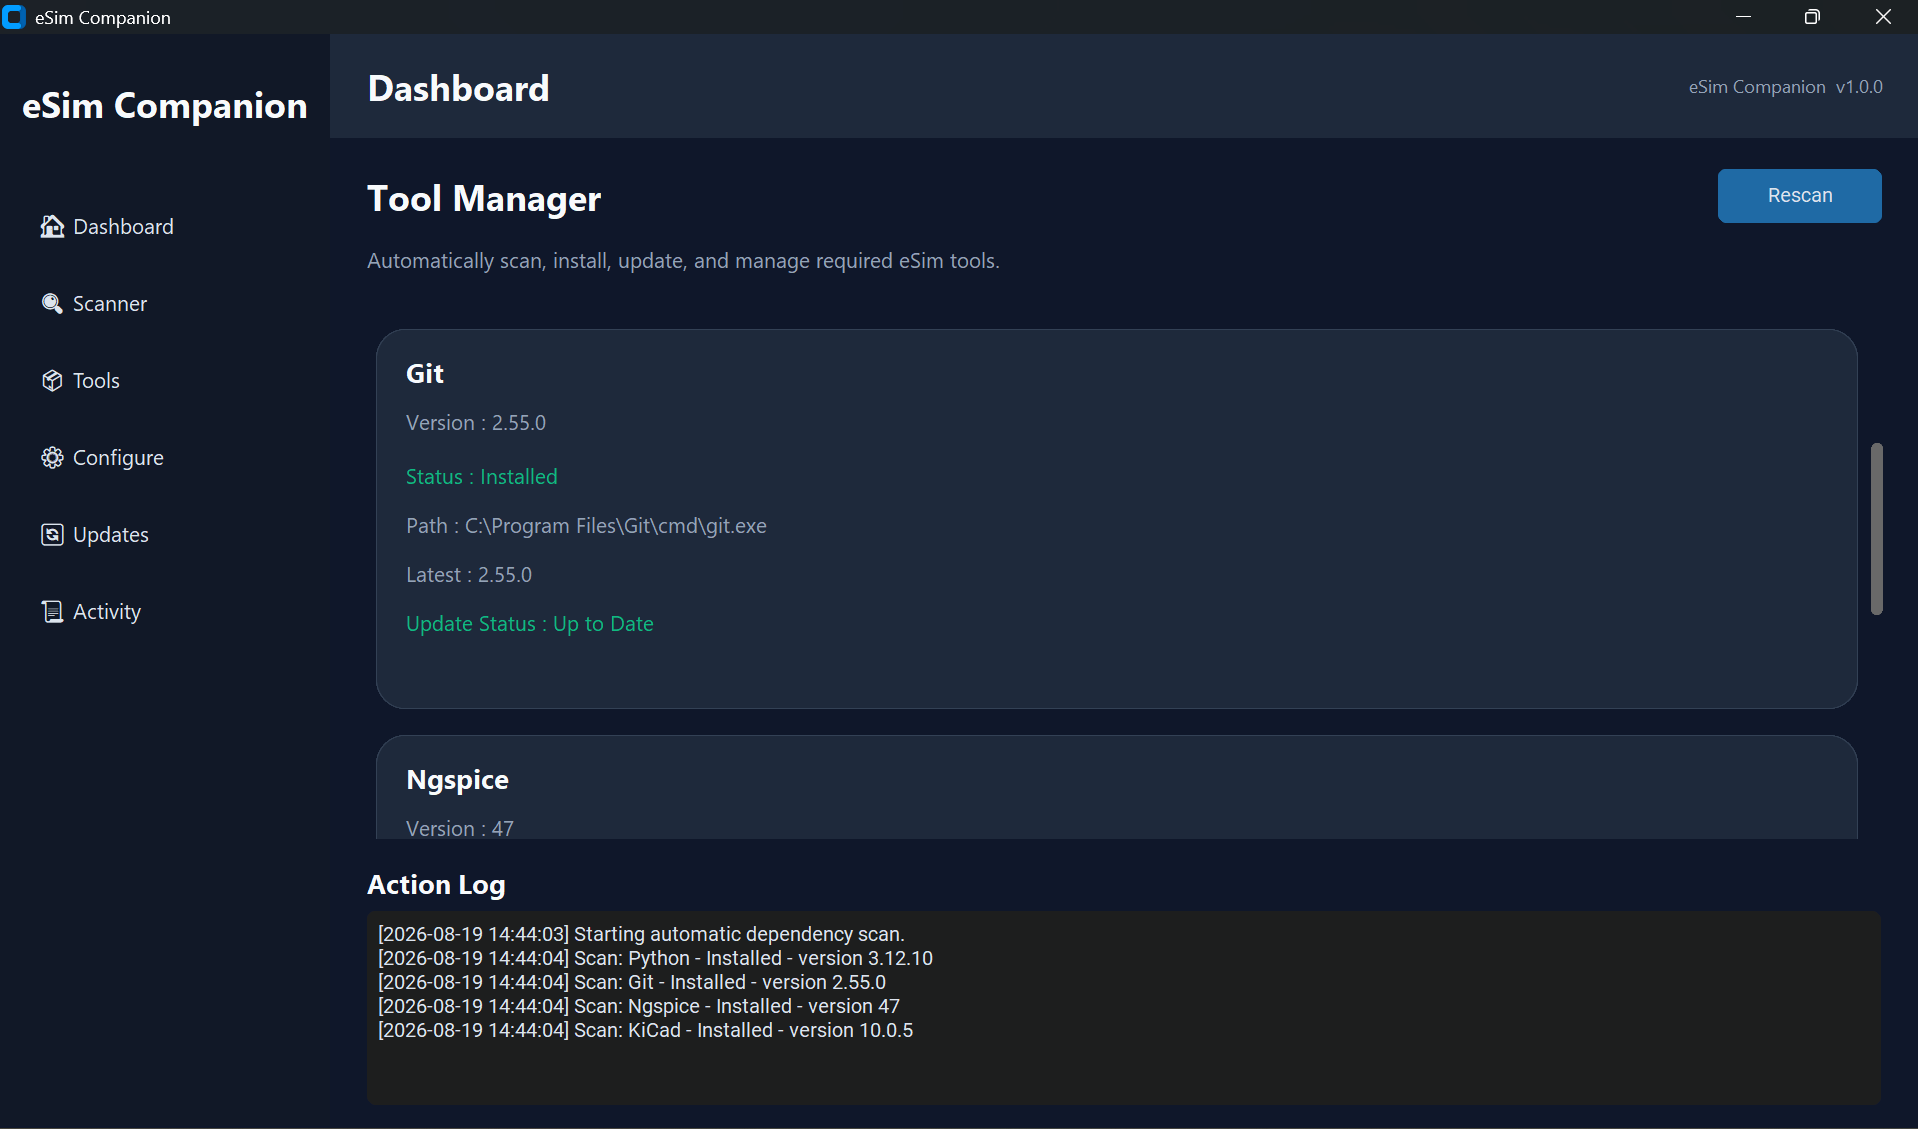 eSim Companion
eSim Companion
Dashboard
Scanner
Tools
Configure
Updates
Activity
Dashboard
eSim Companion v1.0.0
Tool Manager
Rescan
Automatically scan, install, update, and manage required eSim tools.
Git
Version : 2.55.0
Status : Installed
Path : C:\Program Files\Git\cmd\git.exe
Latest : 2.55.0
Update Status : Up to Date
Ngspice
Version : 47
Action Log
[2026-08-19 14:44:03] Starting automatic dependency scan.
[2026-08-19 14:44:04] Scan: Python - Installed - version 3.12.10
[2026-08-19 14:44:04] Scan: Git - Installed - version 2.55.0
[2026-08-19 14:44:04] Scan: Ngspice - Installed - version 47
[2026-08-19 14:44:04] Scan: KiCad - Installed - version 10.0.5